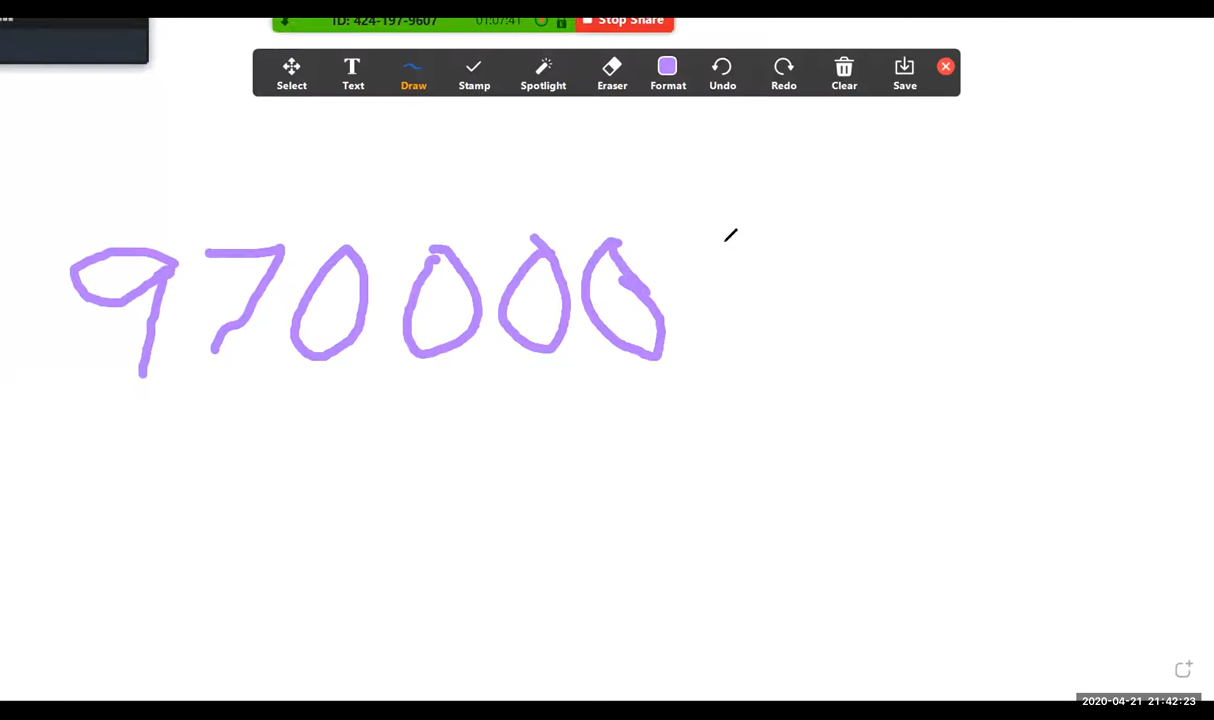 ID: 424-197-9607 01:07:41 Stop Share
Select Text Draw Stamp Spotlight Eraser Format Undo Redo Clear Save
970000
2020-04-21 21:42:23